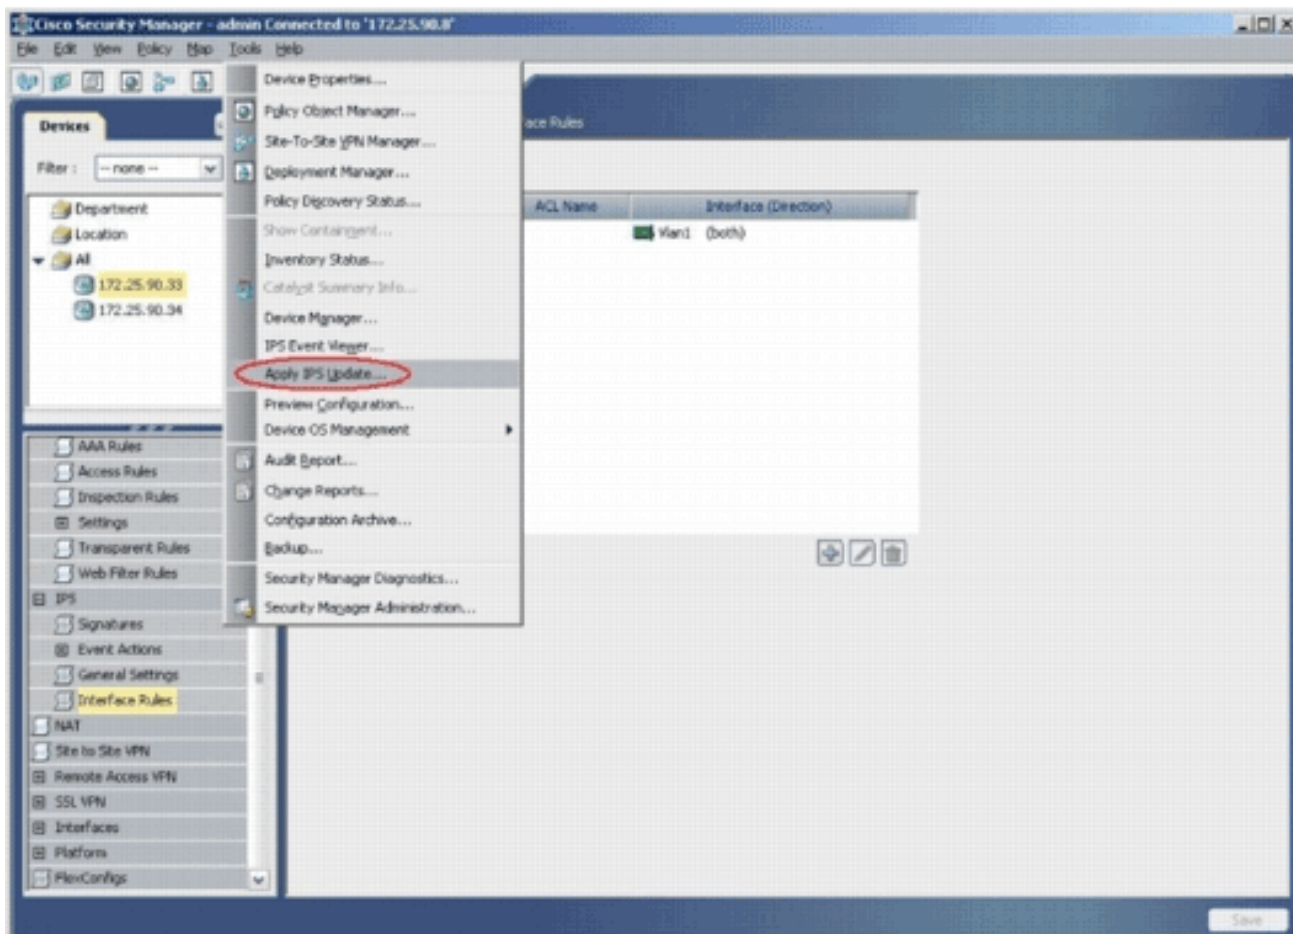 Cisco Security Manager - admin Connected to '172.25.90.8'
File Edit View Policy Map Tools Help
Devices
Filter : -- none --
Department
Location
All
172.25.90.33
172.25.90.34
AAA Rules
Access Rules
Inspection Rules
Settings
Transparent Rules
Web Filter Rules
IPS
Signatures
Event Actions
General Settings
Interface Rules
NAT
Site to Site VPN
Remote Access VPN
SSL VPN
Interfaces
Platform
FlexConfigs
Device Properties...
Policy Object Manager...
Site-To-Site VPN Manager...
Deployment Manager...
Policy Discovery Status...
Show Containment...
Inventory Status...
Catalyst Summary Info...
Device Manager...
IPS Event Viewer...
Apply IPS Update...
Preview Configuration...
Device OS Management
Audit Report...
Change Reports...
Configuration Archive...
Backup...
Security Manager Diagnostics...
Security Manager Administration...
ace Rules
ACL Name Interface (Direction)
Vlan1 (both)
Save